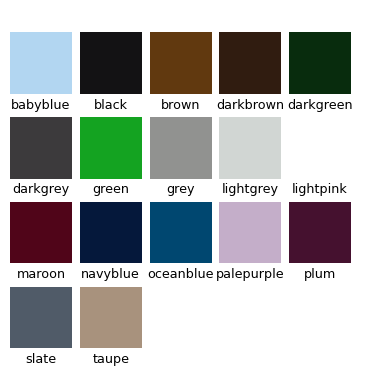 babyblue black brown darkbrown darkgreen
darkgrey green grey lightgrey lightpink
maroon navyblue oceanblue palepurple plum
slate taupe